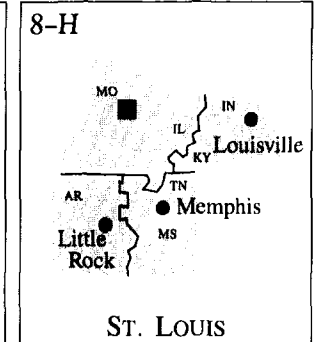 8-H
MO
IN
IL
Louisville
KY
TN
AR
Memphis
MS
Little
Rock
ST. LOUIS